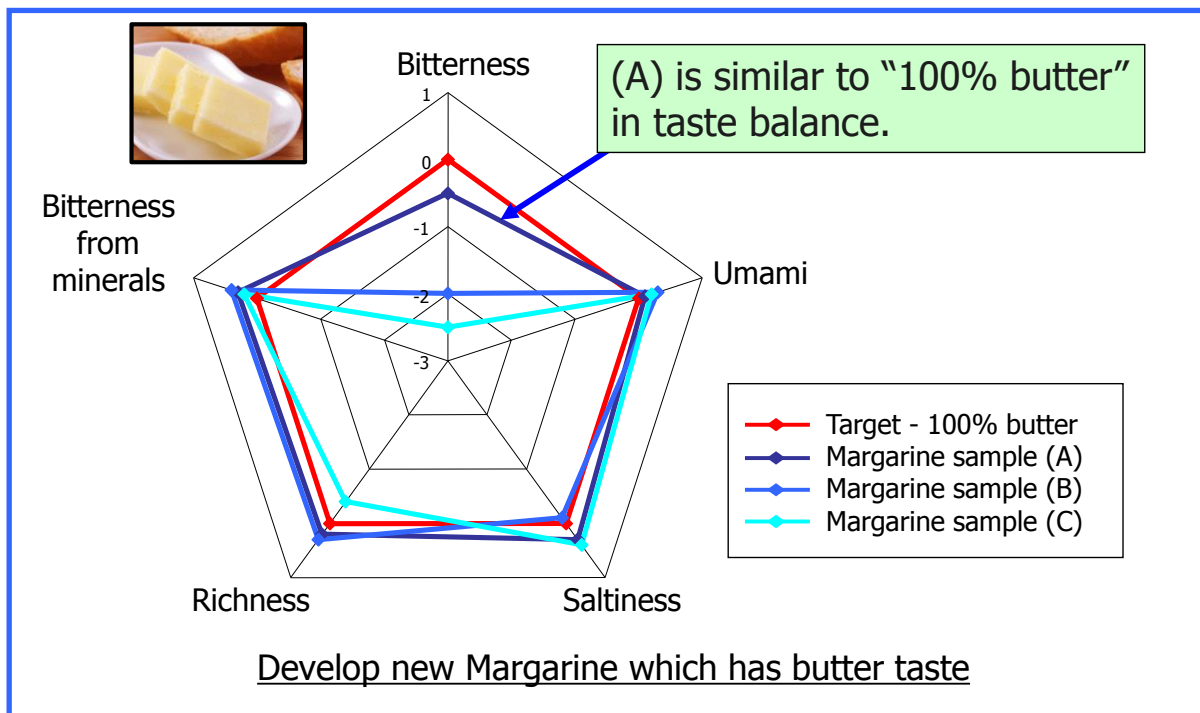 Bitterness
(A) is similar to “100% butter”
in taste balance.
1
0
-1
-2
-3
Bitterness
from
minerals
Umami
Target - 100% butter
Margarine sample (A)
Margarine sample (B)
Margarine sample (C)
Richness
Saltiness
Develop new Margarine which has butter taste